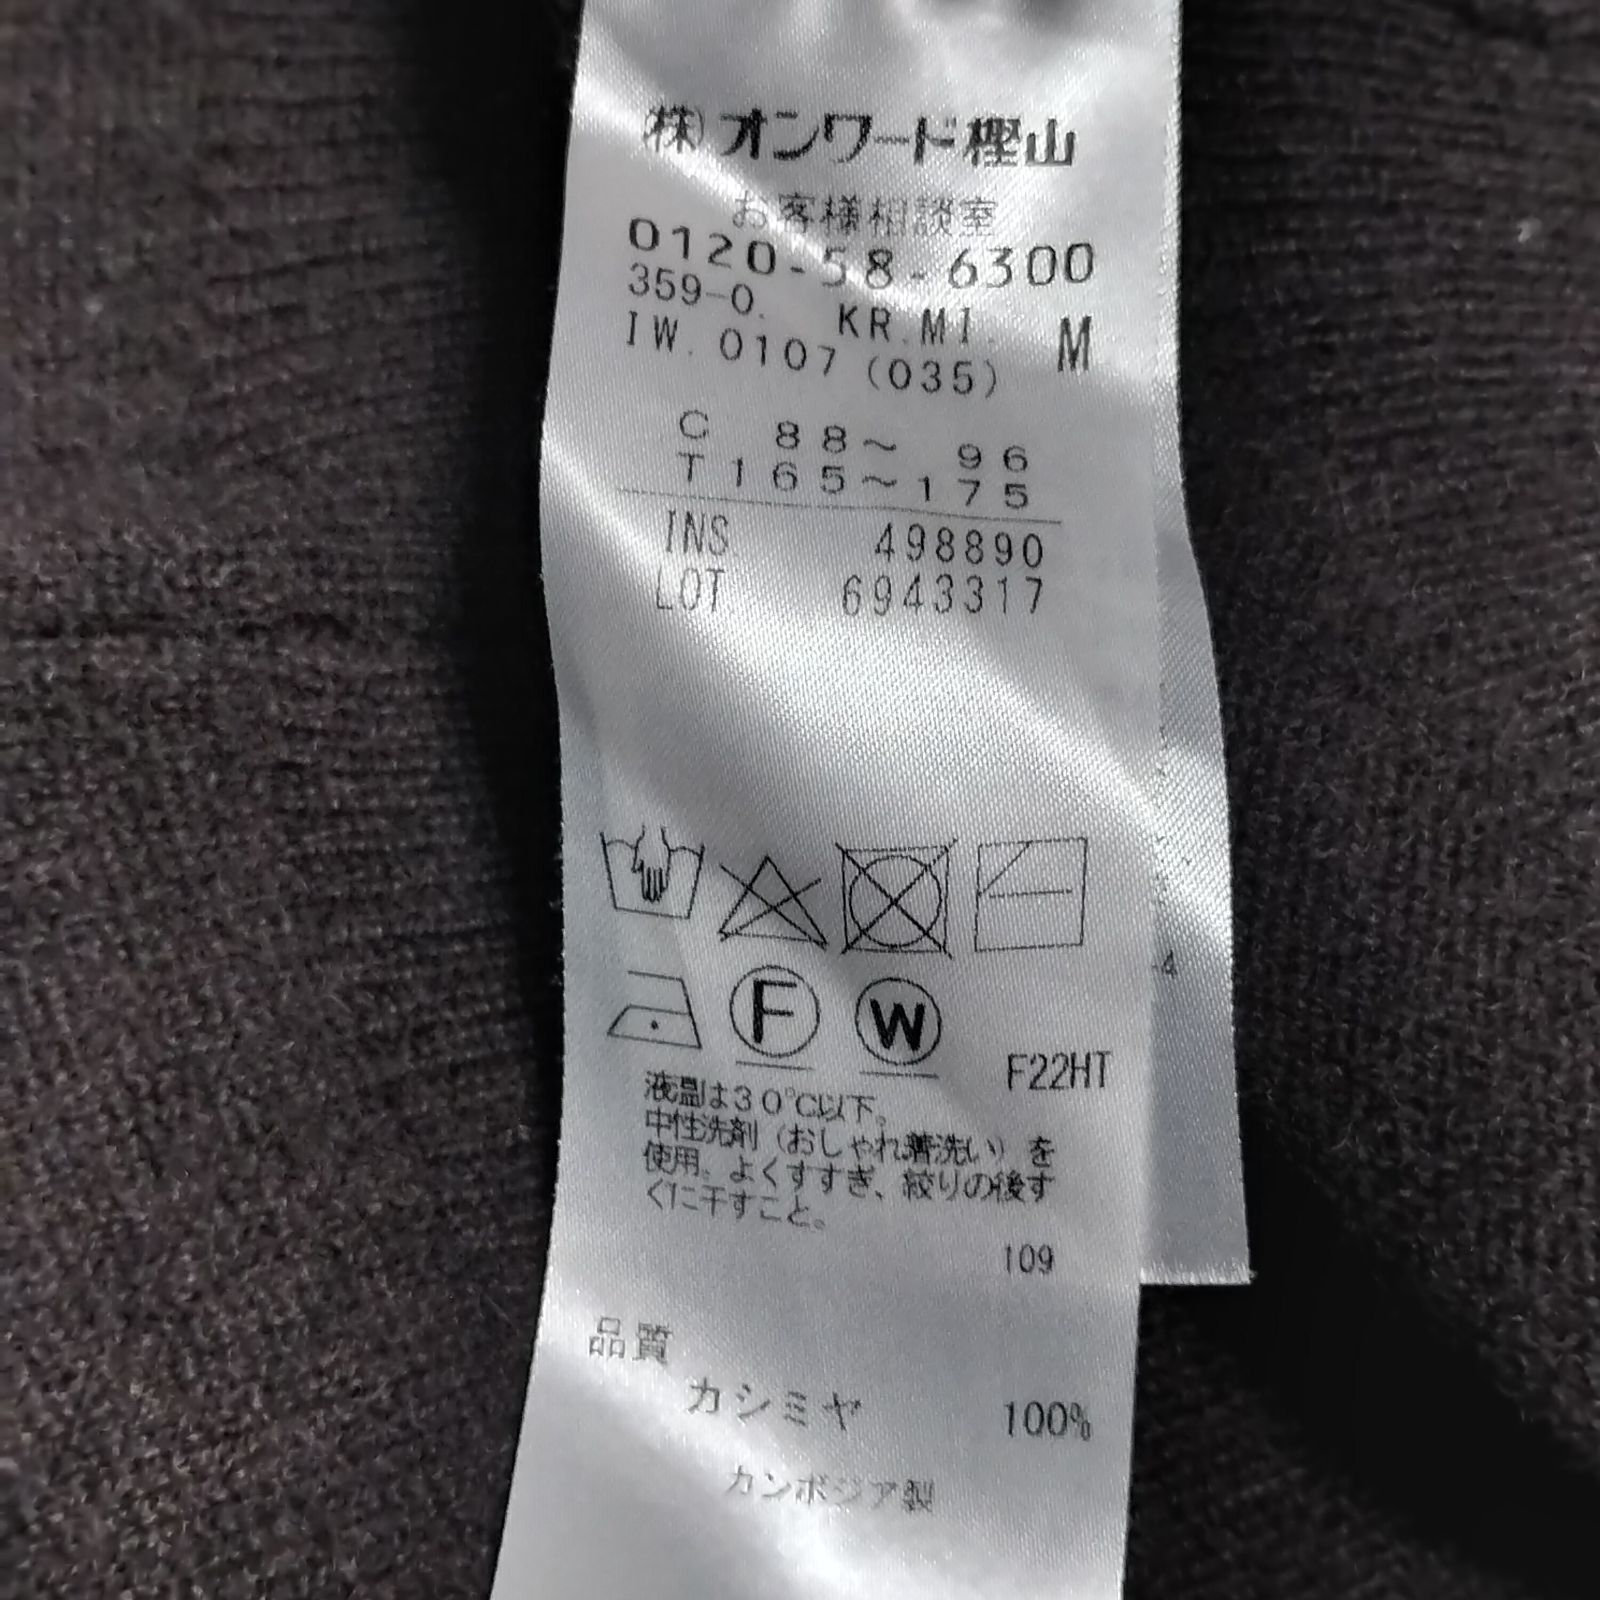 (株)オンワード樫山
お客様相談室
0120-58-6300
359-0. KR.MI. M
IW.0107(035)
C 88～ 96
T165～175
INS 498890
LOT 6943317
-4
F
W
F22HT
液温は30℃以下。
中性洗剤(おしゃれ着洗い)を
使用。よくすすぎ、絞りの後す
ぐに干すこと。
109
品質
カシミヤ 100%
カンボジア製